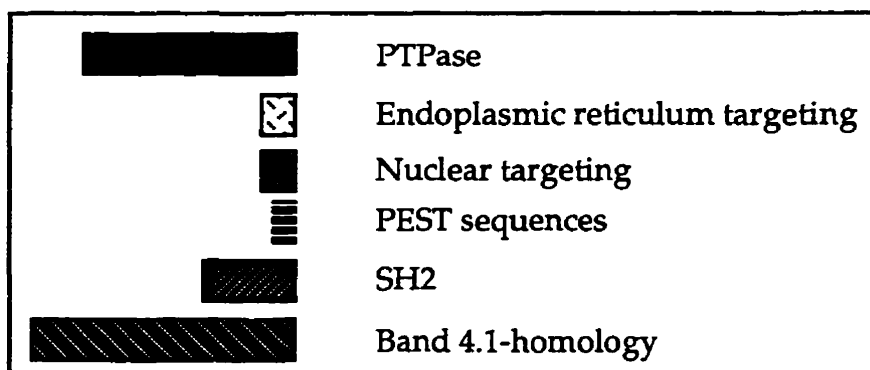 PTPase
Endoplasmic reticulum targeting
Nuclear targeting
PEST sequences
SH2
Band 4.1-homology